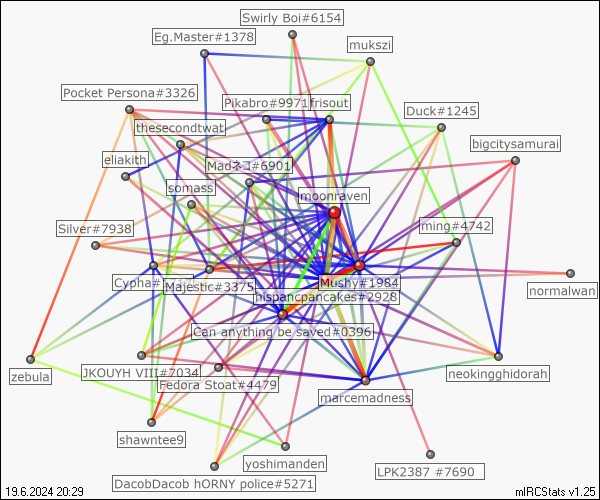 Swirly Boi#6154
Eg.Master#1378
mukszi
Pocket Persona#3326
Pikabro#9971
frisout
Duck#1245
thesecondtwat
bigcitysamurai
eliakith
Madネコ#6901
somass
moonraven
Silver#7938
ming#4742
Cypha#
Majestic#3375
Mushy#1984
normalwan
hispanicpancakes#2928
Can anything be saved#0396
zebula
JKOUYH VIII#7034
neokingghidorah
Fedora Stoat#4479
marcemadness
shawntee9
yoshimanden
LPK2387 #7690
DacobDacob hORNY police#5271
19.6.2024 20:29
mIRCStats v1.25